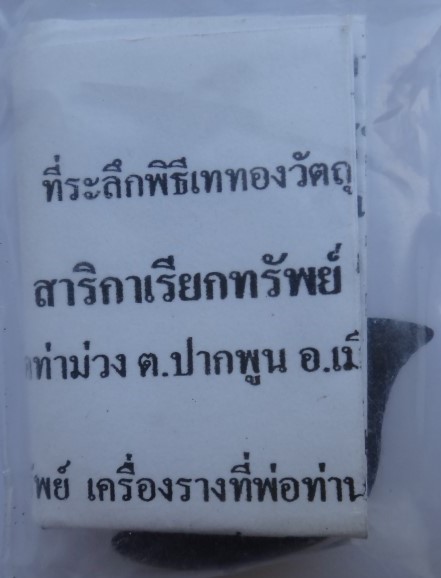 ที่ระลึกพิธีเททองวัตถุ
สาริกาเรียกทรัพย์
ท่าม่วง ต.ปากพูน อ.เมื
พย์ เครื่องรางที่พ่อท่าน